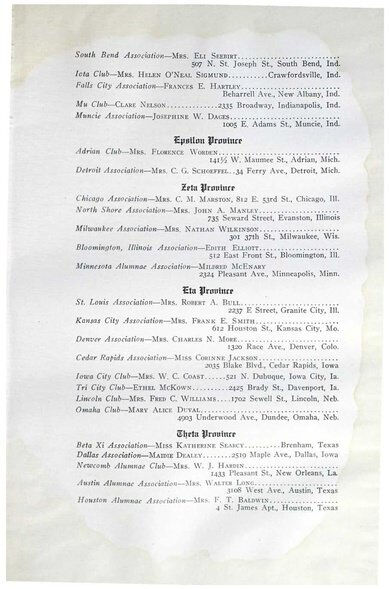 South Bend Association—Mrs. Eli Seebirt
507 N. St. Joseph St., South Bend, Ind.
Iota Club—Mrs. Helen O'Neal Sigmund...........Crawfordsville, Ind.
Falls City Association—Frances E. Hartley
Beharrell Ave., New Albany, Ind.
Mu Club—Clare Nelson...............2335 Broadway, Indianapolis, Ind.
Muncie Association—Josephine W. Dages
1005 E. Adams St., Muncie, Ind.
Epsilon Province
Adrian Club—Mrs. Florence Worden
141½ W. Maumee St., Adrian, Mich.
Detroit Association—Mrs. C. G. Schoeffel..34 Ferry Ave., Detroit, Mich.
Zeta Province
Chicago Association—Mrs. C. M. Marston, 812 E. 53rd St., Chicago, Ill.
North Shore Association—Mrs. John A. Manley
735 Seward Street, Evanston, Illinois
Milwaukee Association—Mrs. Nathan Wilkinson
301 37th St., Milwaukee, Wis.
Bloomington, Illinois Association—Edith Elliott
512 East Front St., Bloomington, Ill.
Minnesota Alumnae Association—Mildred McEnary
2324 Pleasant Ave., Minneapolis, Minn.
Eta Province
St. Louis Association—Mrs. Robert A. Bull
2237 E Street, Granite City, Ill.
Kansas City Association—Mrs. Frank E. Smith
612 Houston St., Kansas City, Mo.
Denver Association—Mrs. Charles N. More
1320 Race Ave., Denver, Colo.
Cedar Rapids Association—Miss Corinne Jackson
2035 Blake Blvd., Cedar Rapids, Iowa
Iowa City Club—Mrs. W. C. Coast.....521 N. Dubuque, Iowa City, Ia.
Tri City Club—Ethel McKown.........2425 Brady St., Davenport, Ia.
Lincoln Club—Mrs. Fred C. Williams....1702 Sewell St., Lincoln, Neb.
Omaha Club—Mary Alice Duval
4903 Underwood Ave., Dundee, Omaha, Neb.
Theta Province
Beta Xi Association—Miss Katherine Searcy.........Brenham, Texas
Dallas Association—Maidie Dealey.......2519 Maple Ave., Dallas, Iowa
Newcomb Alumnae Club—Mrs. W. J. Hardin
1433 Pleasant St., New Orleans, La.
Austin Alumnae Association—Mrs. Walter Long
3108 West Ave., Austin, Texas
Houston Alumnae Association—Mrs. F. T. Baldwin
4 St. James Apt., Houston, Texas